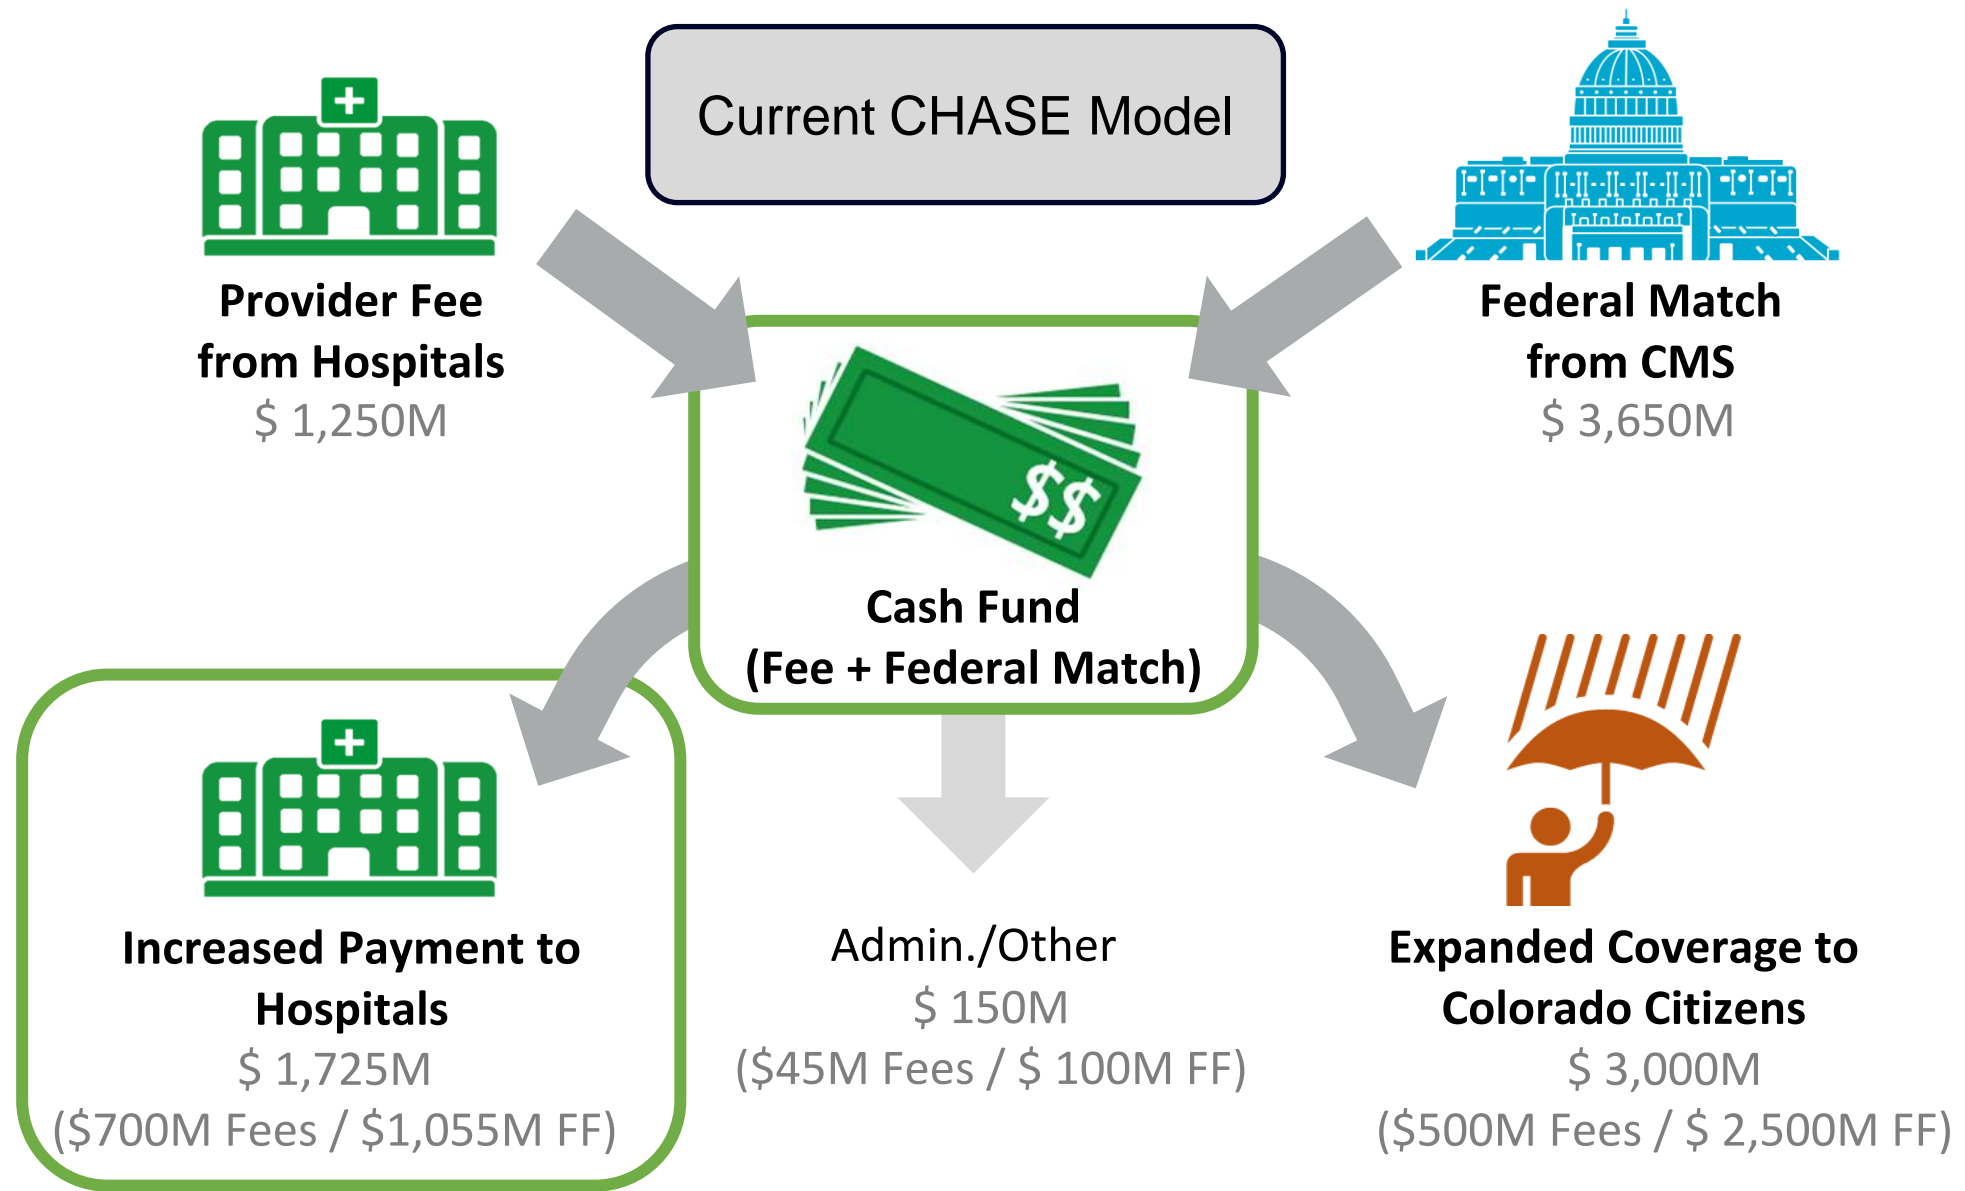 Current CHASE Model
Provider Fee
from Hospitals
$ 1,250M
Federal Match
from CMS
$ 3,650M
$$
Cash Fund
(Fee + Federal Match)
Increased Payment to
Hospitals
$ 1,725M
($700M Fees / $1,055M FF)
Admin./Other
$ 150M
($45M Fees / $ 100M FF)
Expanded Coverage to
Colorado Citizens
$ 3,000M
($500M Fees / $ 2,500M FF)